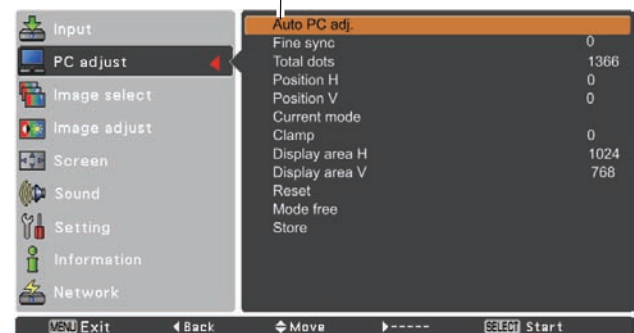 Input
PC adjust
Image select
Image adjust
Screen
Sound
Setting
Information
Network
Auto PC adj.
Fine sync 0
Total dots 1366
Position H 0
Position V 0
Current mode
Clamp 0
Display area H 1024
Display area V 768
Reset
Mode free
Store
MENU Exit Back Move ----- SELECT Start